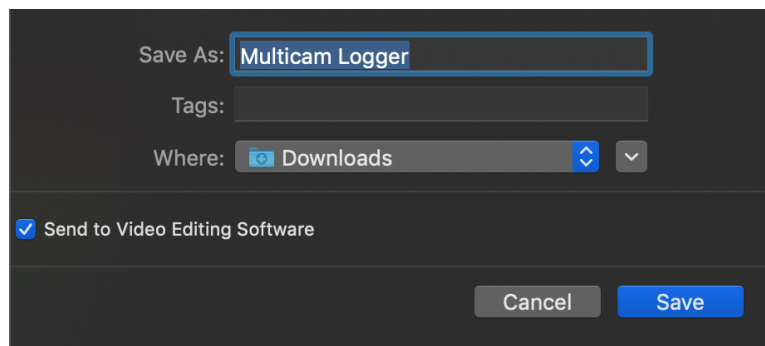 Save As: Multicam Logger
Tags:
Where: Downloads
Send to Video Editing Software
Cancel Save